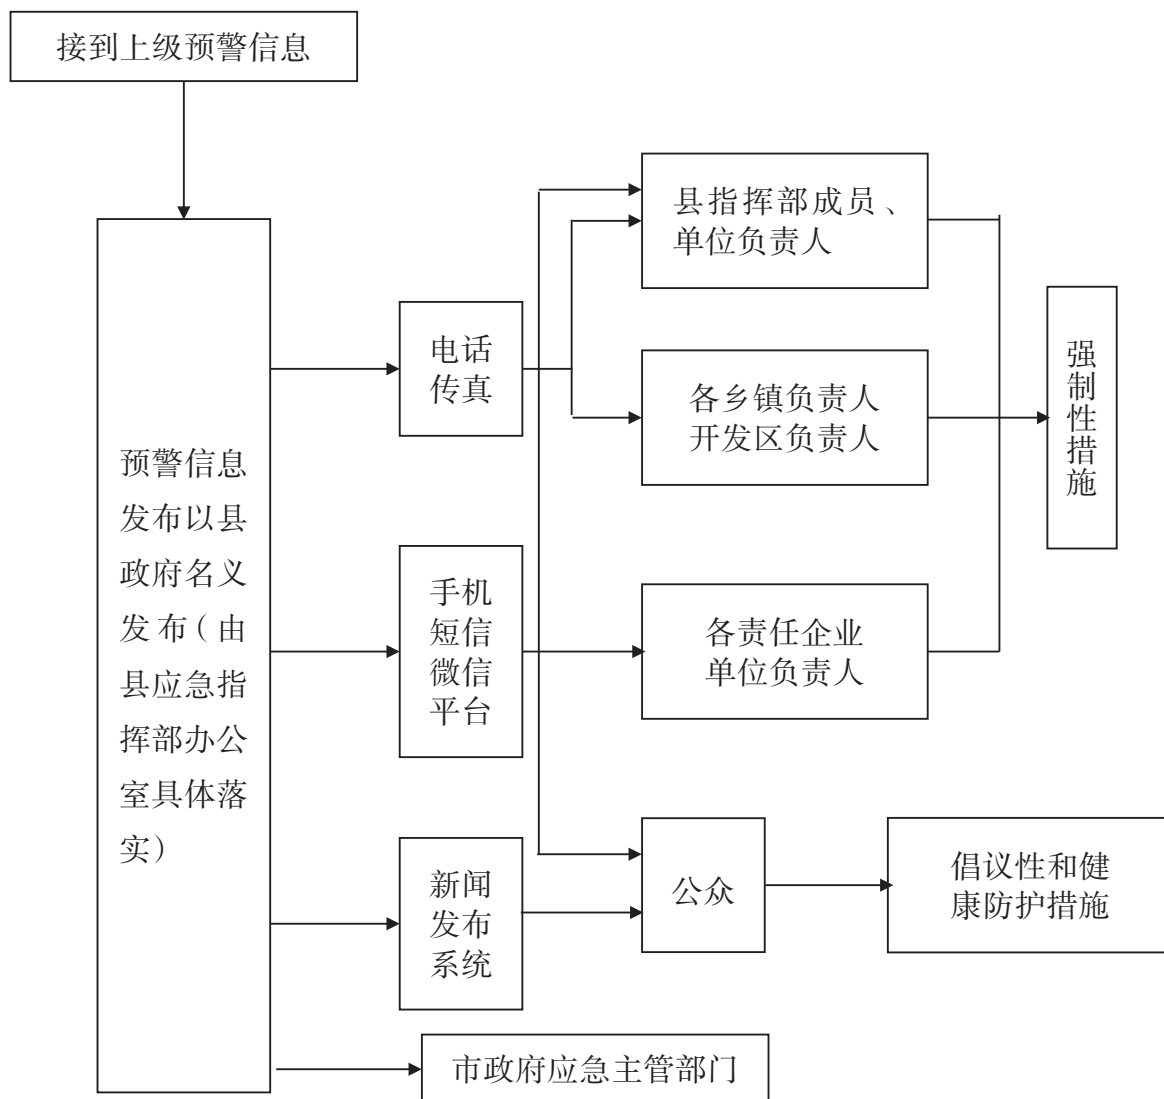 接到上级预警信息
预警信息
发布以县
政府名义
发布(由
县应急指
挥部办公
室具体落
实)
电话
传真
手机
短信
微信
平台
新闻
发布
系统
市政府应急主管部门
县指挥部成员、
单位负责人
各乡镇负责人
开发区负责人
各责任企业
单位负责人
公众
强
制
性
措
施
倡议性和健
康防护措施